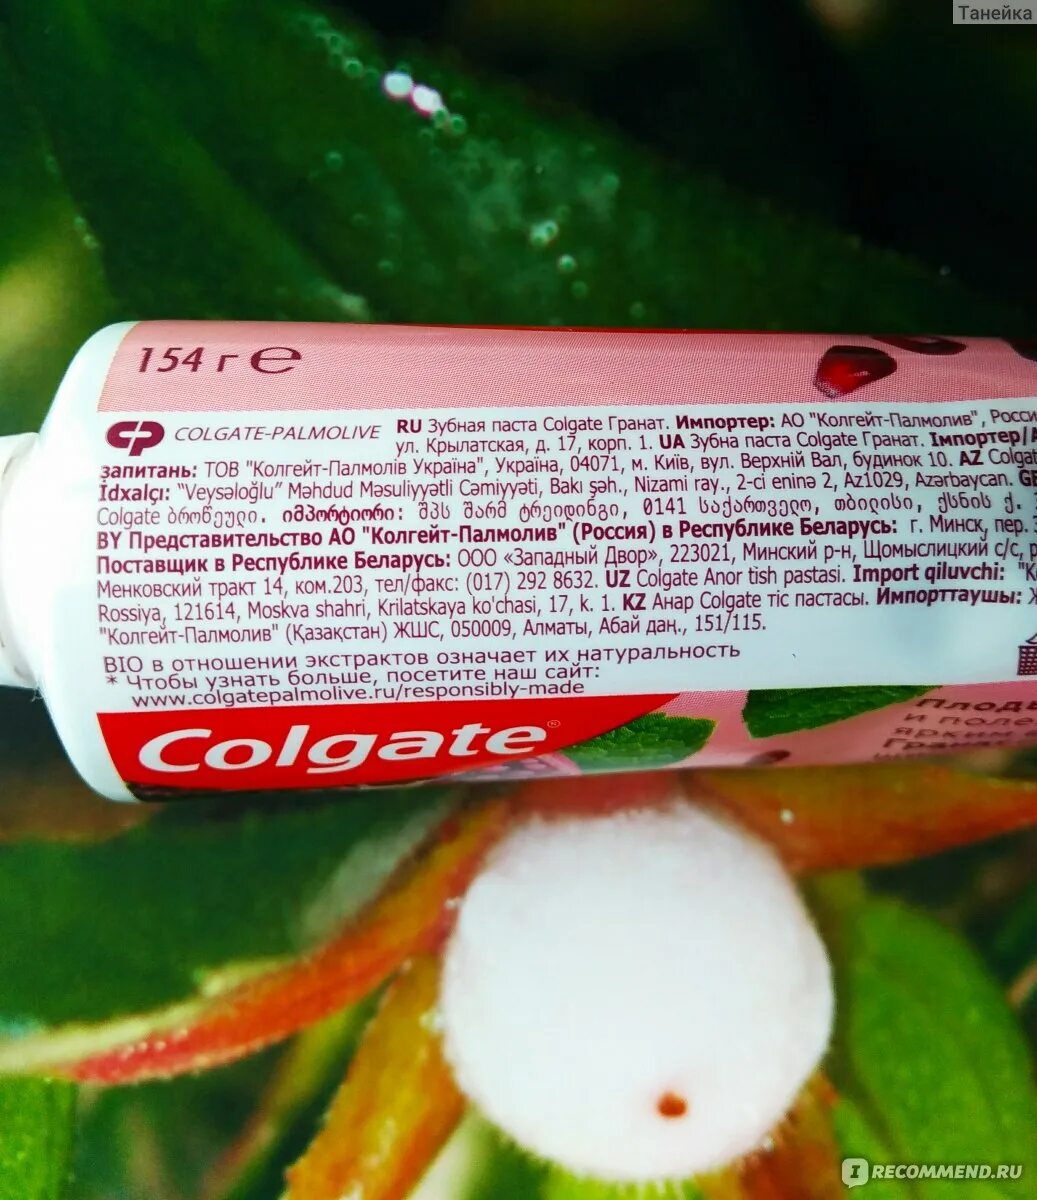 Танейка
154 г ℮
COLGATE-PALMOLIVE
RU Зубная паста Colgate Гранат. Импортер: АО "Колгейт-Палмолив",
ул. Крылатская, д. 17, корп. 1. UA Зубна паста Colgate Гранат.
запитань: ТОВ "Колгейт-Палмолів Україна", Україна, 04071, м. Київ, вул. Верхній Вал, будинок 10. AZ
İdxalçı: "Veysəloğlu" Məhdud Məsuliyyətli Cəmiyyəti, Bakı şəh., Nizami ray., 2-ci eninə 2, Az1029, Azərbaycan.
Colgate ბროწეული. იმპორტიორი: შპს შარმ ტრეიდინგი, 0141 საქართველო, თბილისი, ქსნის ქ.
BY Представительство АО "Колгейт-Палмолив" (Россия) в Республике Беларусь: г. Минск, пер.
Поставщик в Республике Беларусь: ООО «Западный Двор», 223021, Минский р-н, Щомыслицкий с/с,
Менковский тракт 14, ком.203, тел/факс: (017) 292 8632. UZ Colgate Anor tish pastasi. Import qiluvchi:
Rossiya, 121614, Moskva shahri, Krilatskaya ko'chasi, 17, k. 1. KZ Анар Colgate тіс пастасы. Импорттаушы:
"Колгейт-Палмолив" (Қазақстан) ЖШС, 050009, Алматы, Абай даң., 151/115.
BIO в отношении экстрактов означает их натуральность
* Чтобы узнать больше, посетите наш сайт:
www.colgatepalmolive.ru/responsibly-made
Colgate®
RECOMMEND.RU